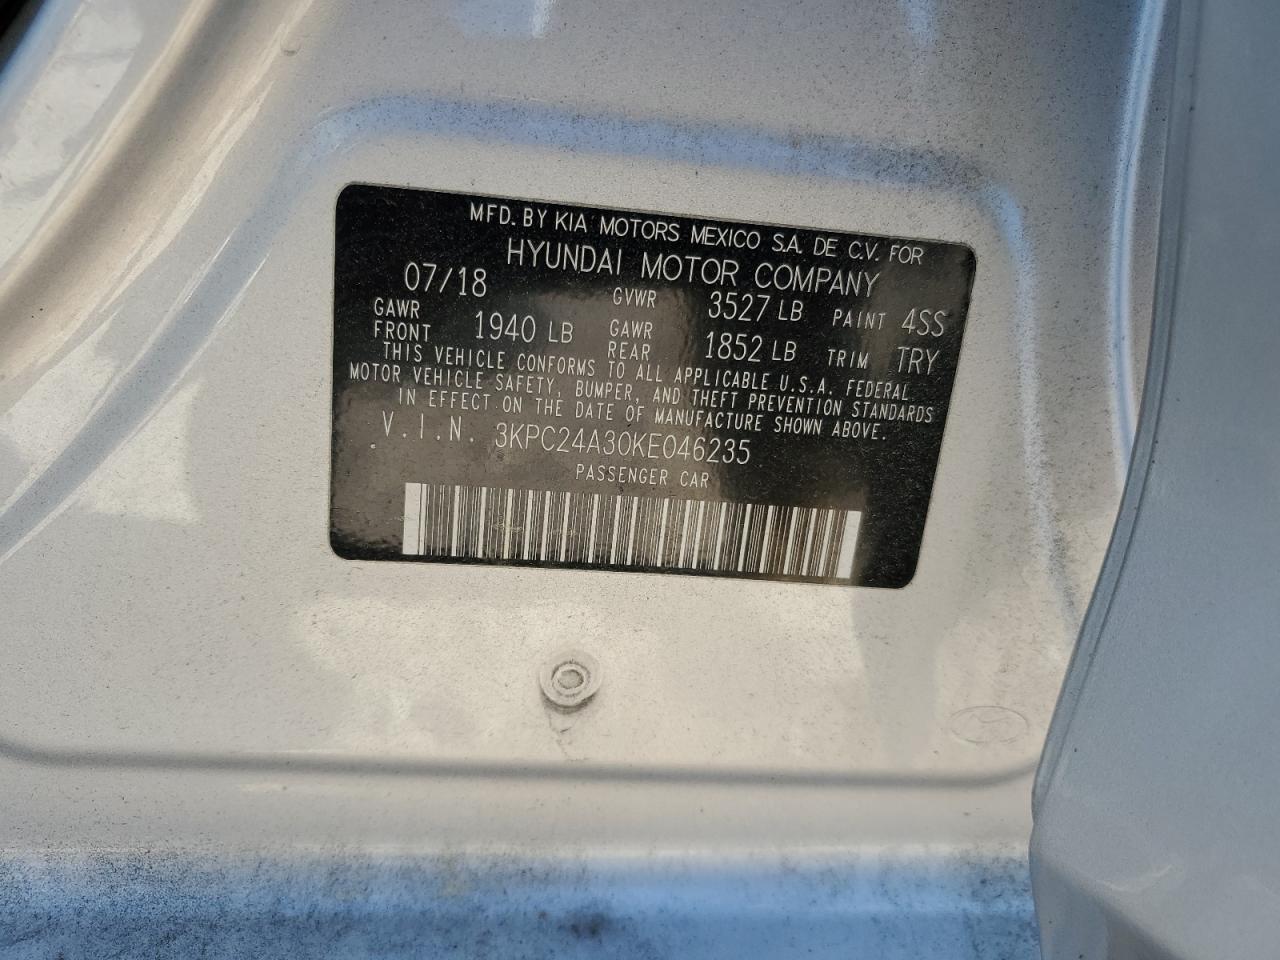 MFD. BY KIA MOTORS MEXICO S.A. DE C.V. FOR
HYUNDAI MOTOR COMPANY
07/18 GVWR 3527 LB PAINT 4SS
GAWR FRONT 1940 LB GAWR REAR 1852 LB TRIM TRY
THIS VEHICLE CONFORMS TO ALL APPLICABLE U.S.A. FEDERAL
MOTOR VEHICLE SAFETY, BUMPER, AND THEFT PREVENTION STANDARDS
IN EFFECT ON THE DATE OF MANUFACTURE SHOWN ABOVE.
V.I.N. 3KPC24A30KE046235
PASSENGER CAR